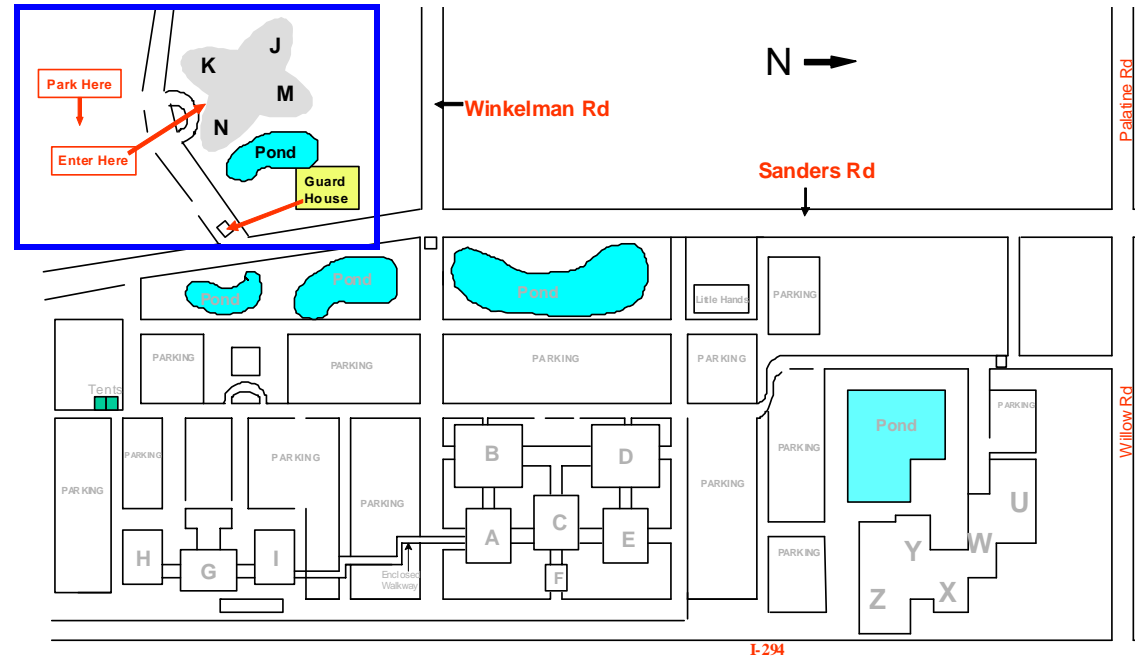 J
K
Park Here
M
N
Enter Here
Pond
Guard
House
N
Winkelman Rd
Sanders Rd
Palatine Rd
Pond
Pond
Pond
Little Hands
PARKING
PARKING
PARKING
PARKING
PARKING
Tents
PARKING
Pond
Willow Rd
PARKING
PARKING
PARKING
PARKING
PARKING
PARKING
PARKING
B
D
A
C
E
F
H
G
I
Enclosed
Walkway
PARKING
U
W
Y
X
Z
I-294